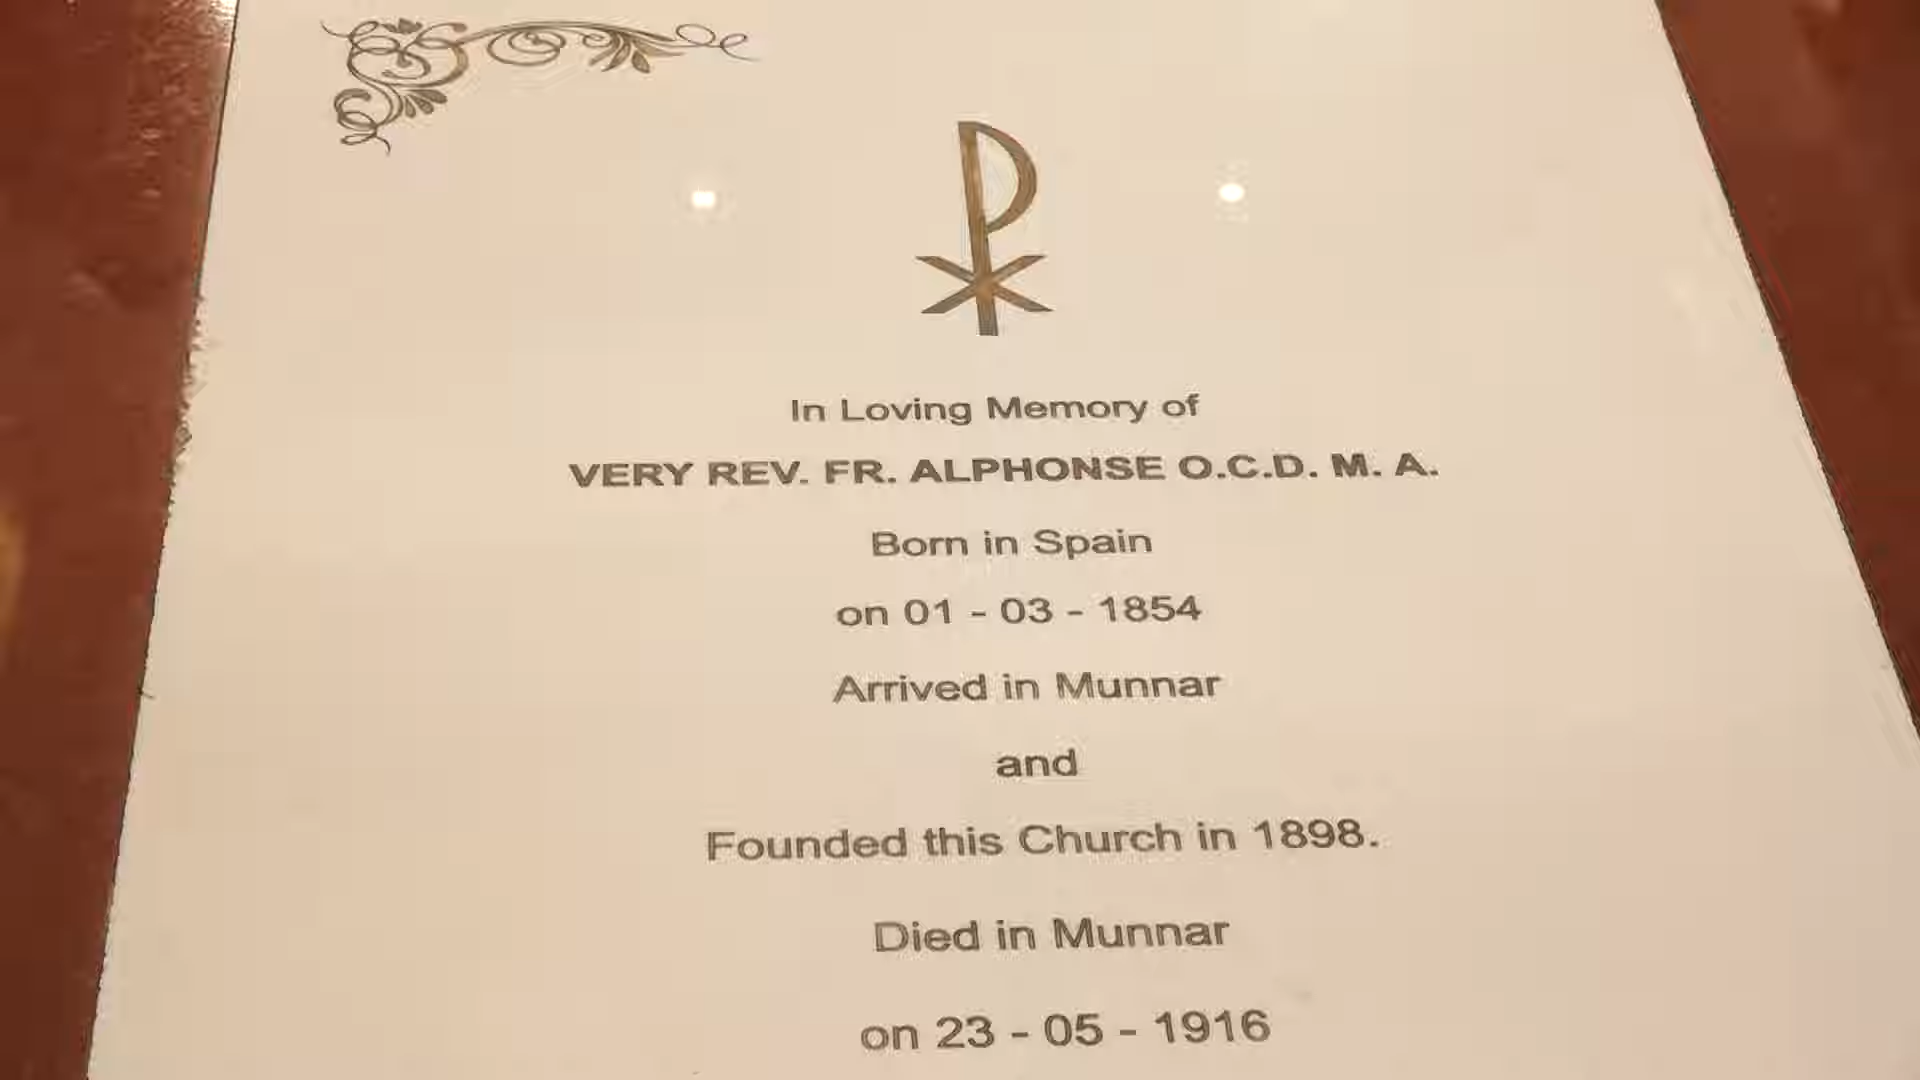 In Loving Memory of
VERY REV. FR. ALPHONSE O.C.D. M. A.
Born in Spain
on 01 - 03 - 1854
Arrived in Munnar
and
Founded this Church in 1898.
Died in Munnar
on 23 - 05 - 1916